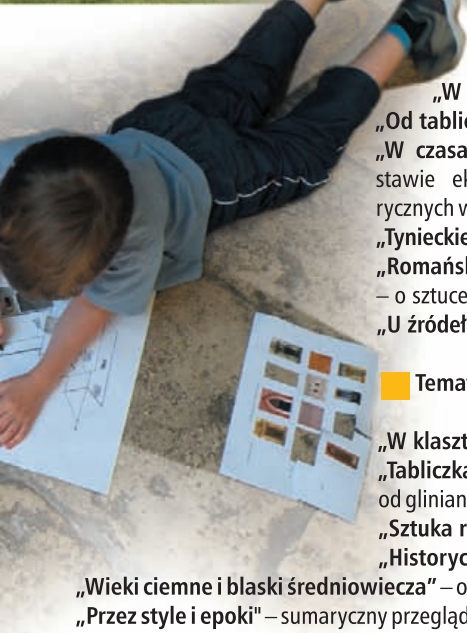 „W
„Od tablic
„W czasa
stawie ek
rycznych w
„Tynieckie
„Romańsk
– o sztuce
„U źródeł
Temat
„W klaszt
„Tabliczka
od glinian
„Sztuka r
„Historyc
„Wieki ciemne i blaski średniowiecza” – o
„Przez style i epoki" – sumaryczny przegląd